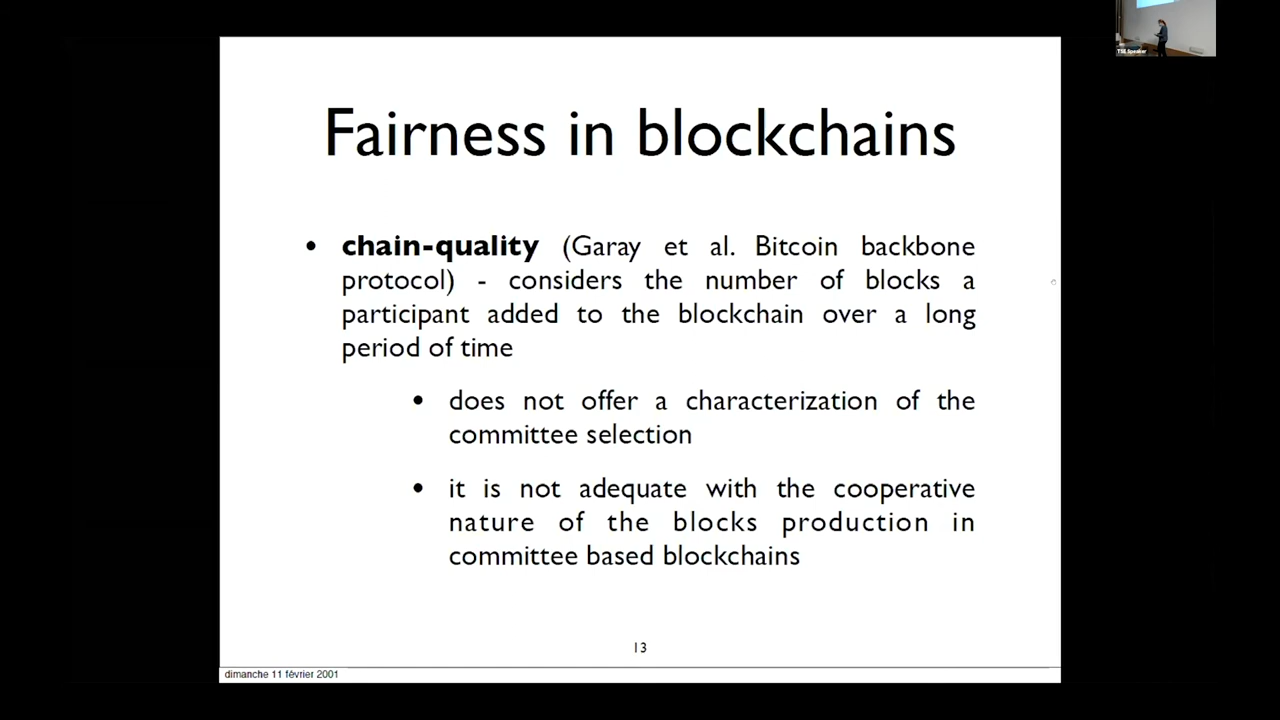 TSE Speaker
Fairness in blockchains
• chain-quality (Garay et al. Bitcoin backbone
protocol) - considers the number of blocks a
participant added to the blockchain over a long
period of time
• does not offer a characterization of the
committee selection
• it is not adequate with the cooperative
nature of the blocks production in
committee based blockchains
13
dimanche 11 février 2001